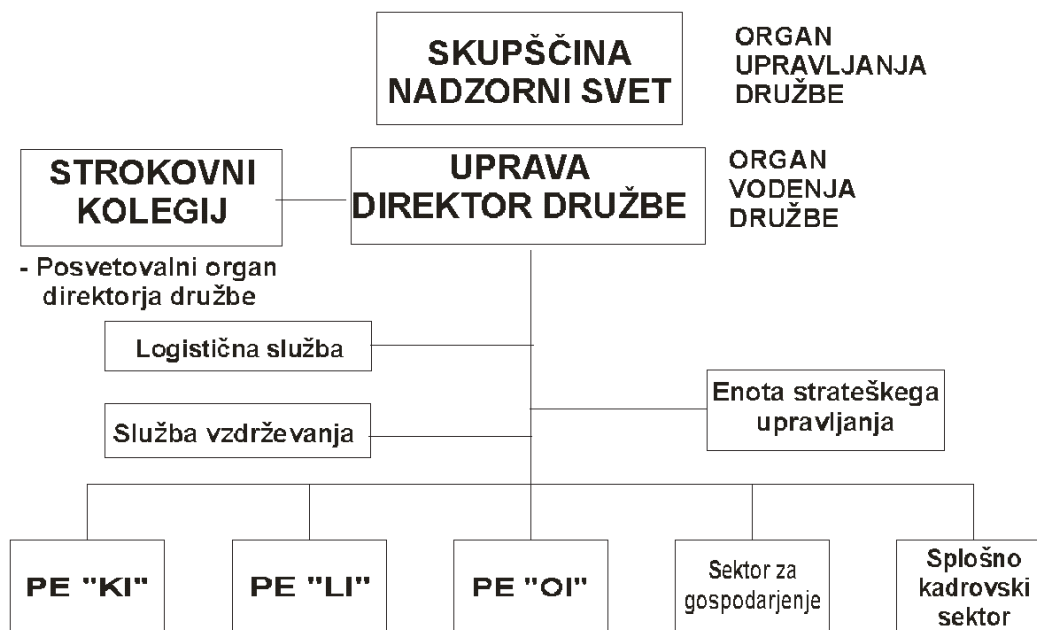 SKUPŠČINA
NADZORNI SVET
ORGAN
UPRAVLJANJA
DRUŽBE
STROKOVNI
KOLEGIJ
UPRAVA
DIREKTOR DRUŽBE
ORGAN
VODENJA
DRUŽBE
- Posvetovalni organ
direktorja družbe
Logistična služba
Enota strateškega
upravljanja
Služba vzdrževanja
PE "KI"
PE "LI"
PE "OI"
Sektor za
gospodarjenje
Splošno
kadrovski
sektor